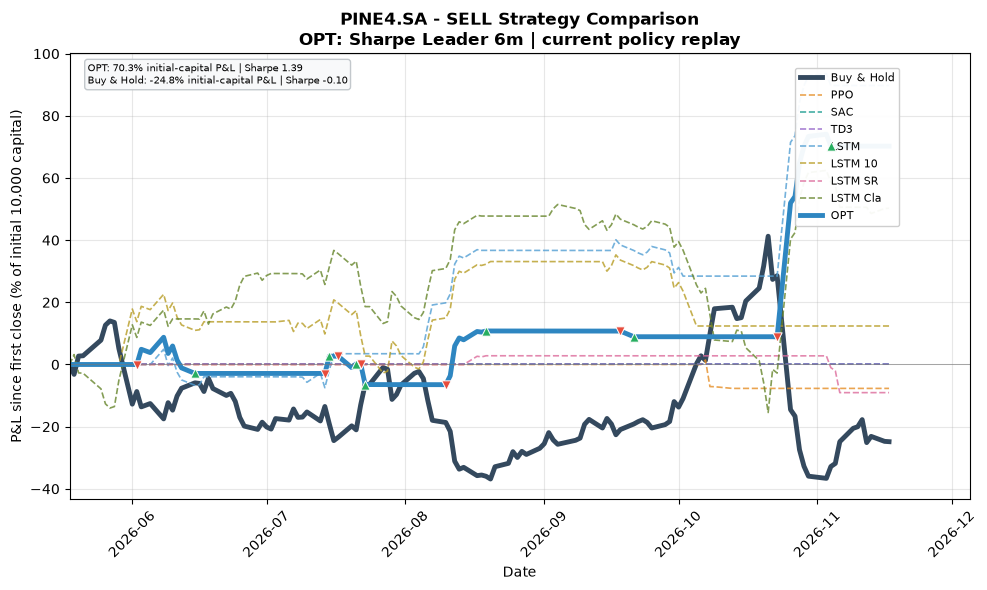 PINE4.SA - SELL Strategy Comparison
OPT: Sharpe Leader 6m | current policy replay
OPT: 70.3% initial-capital P&L | Sharpe 1.39
Buy & Hold: -24.8% initial-capital P&L | Sharpe -0.10
Buy & Hold
PPO
SAC
TD3
LSTM
LSTM 10
LSTM SR
LSTM Cla
OPT
P&L since first close (% of initial 10,000 capital)
100
80
60
40
20
0
−20
−40
2026-06
2026-07
2026-08
2026-09
2026-10
2026-11
2026-12
Date